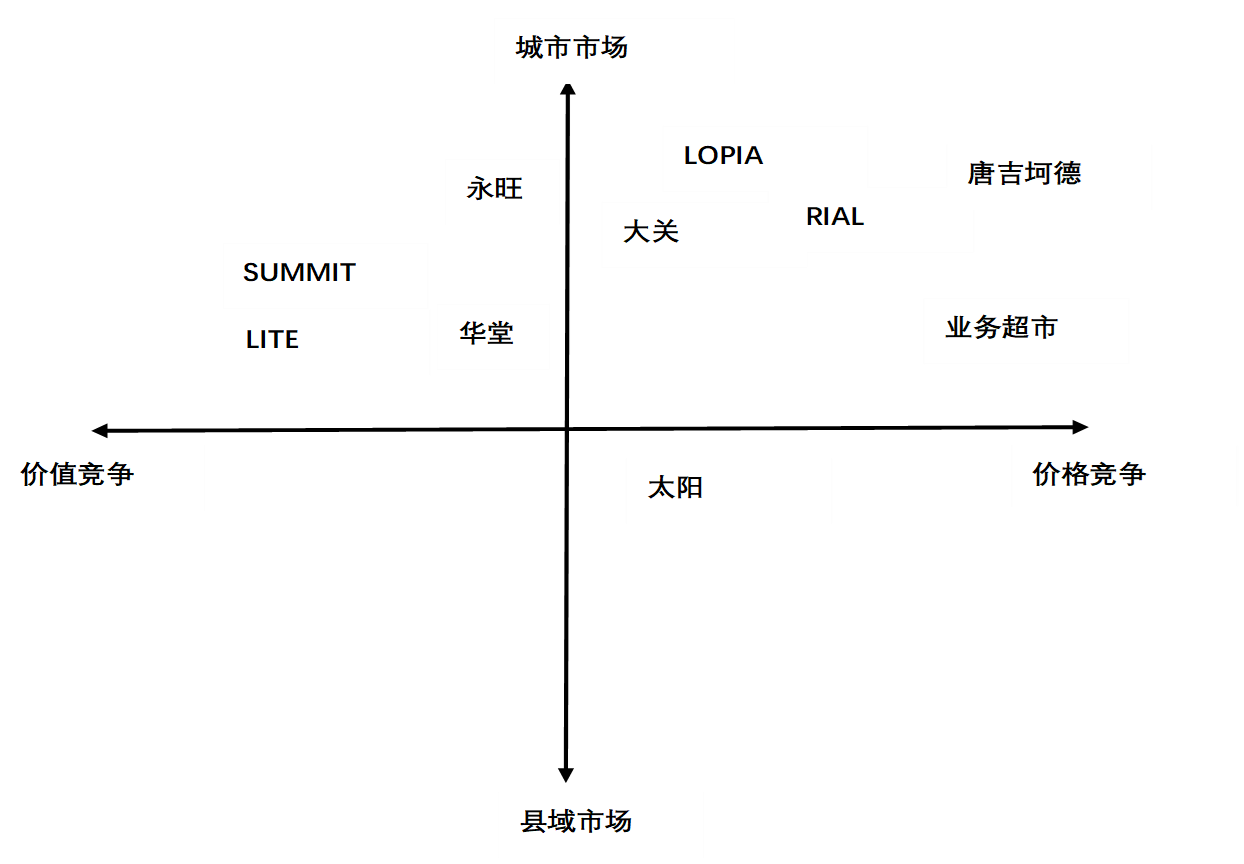 城市市场
LOPIA
唐吉坷德
永旺
RIAL
大关
SUMMIT
业务超市
华堂
LITE
价值竞争
价格竞争
太阳
县域市场